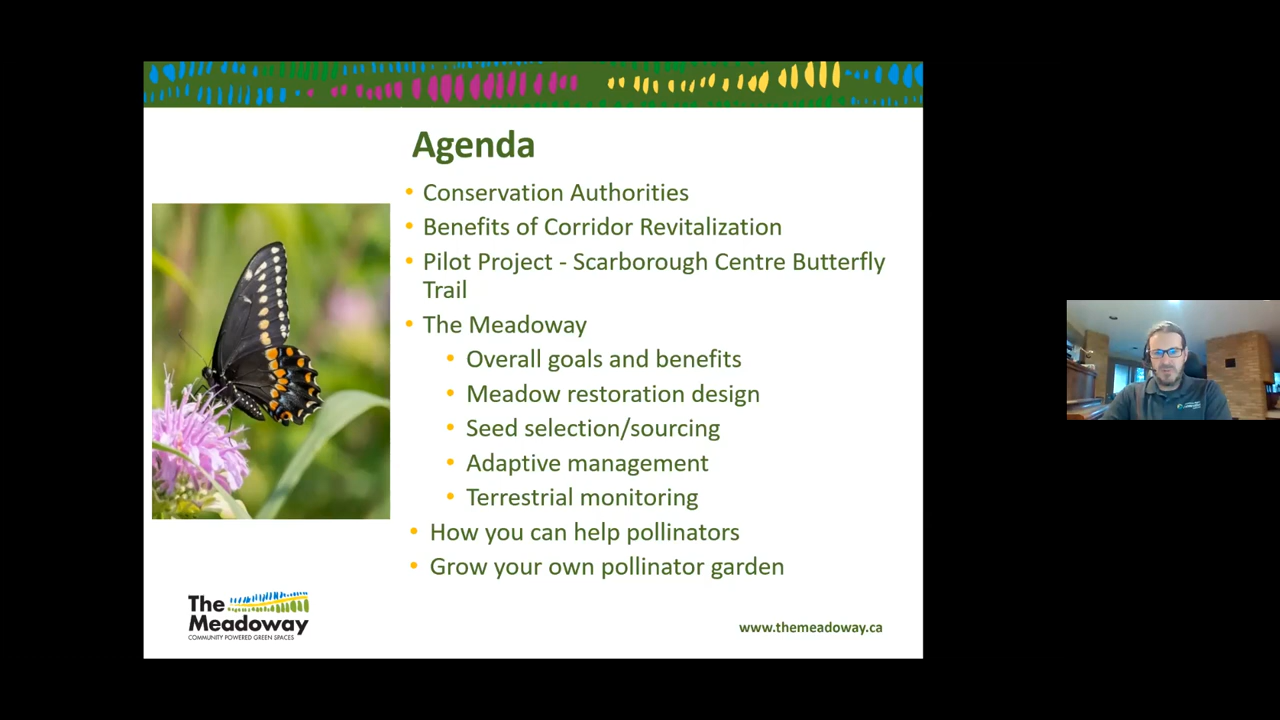 Agenda
• Conservation Authorities
• Benefits of Corridor Revitalization
• Pilot Project - Scarborough Centre Butterfly
Trail
• The Meadoway
• Overall goals and benefits
• Meadow restoration design
• Seed selection/sourcing
• Adaptive management
• Terrestrial monitoring
• How you can help pollinators
• Grow your own pollinator garden
The
Meadoway
COMMUNITY POWERED GREEN SPACES
www.themeadoway.ca